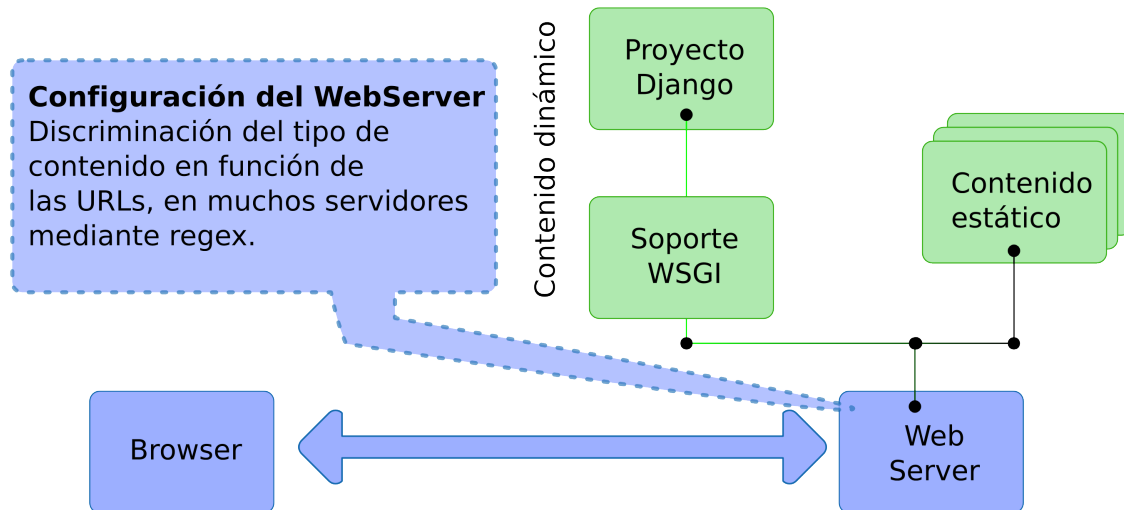 Configuración del WebServer
Discriminación del tipo de
contenido en función de
las URLs, en muchos servidores
mediante regex.
Contenido dinámico
Proyecto
Django
Soporte
WSGI
Contenido
estático
Browser
Web
Server